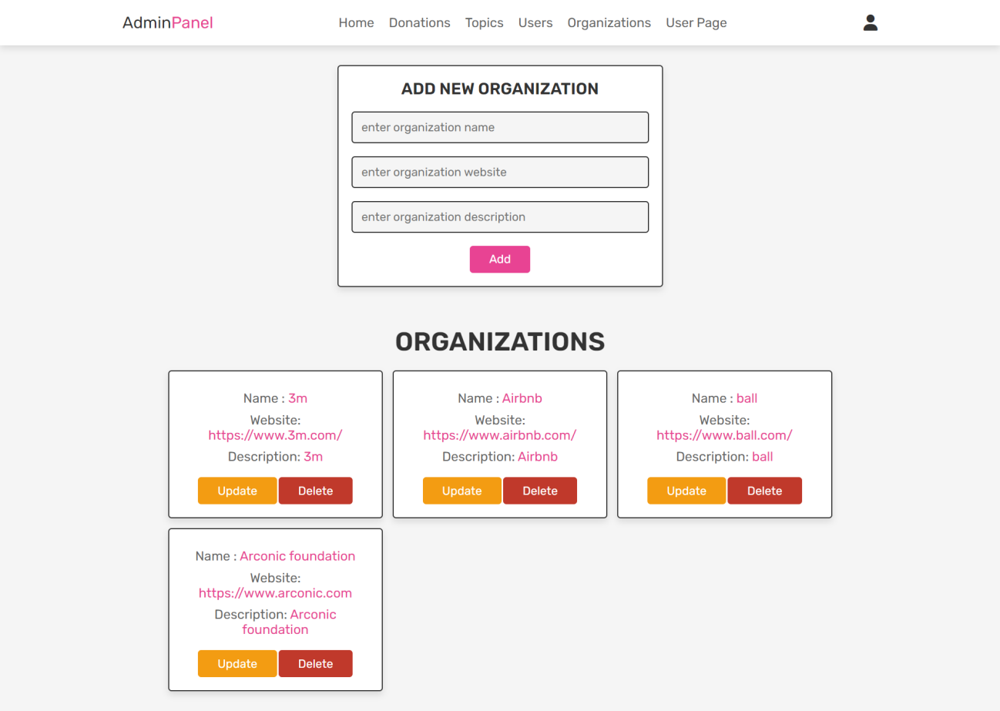 AdminPanel
Home Donations Topics Users Organizations User Page
ADD NEW ORGANIZATION
enter organization name
enter organization website
enter organization description
Add
ORGANIZATIONS
Name : 3m
Website:
https://www.3m.com/
Description: 3m
Update Delete
Name : Airbnb
Website:
https://www.airbnb.com/
Description: Airbnb
Update Delete
Name : ball
Website:
https://www.ball.com/
Description: ball
Update Delete
Name : Arconic foundation
Website:
https://www.arconic.com
Description: Arconic
foundation
Update Delete